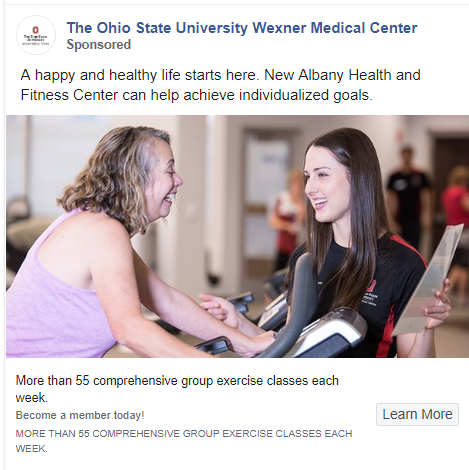 The Ohio State University Wexner Medical Center
Sponsored
A happy and healthy life starts here. New Albany Health and
Fitness Center can help achieve individualized goals.
More than 55 comprehensive group exercise classes each
week.
Become a member today!
Learn More
MORE THAN 55 COMPREHENSIVE GROUP EXERCISE CLASSES EACH
WEEK.